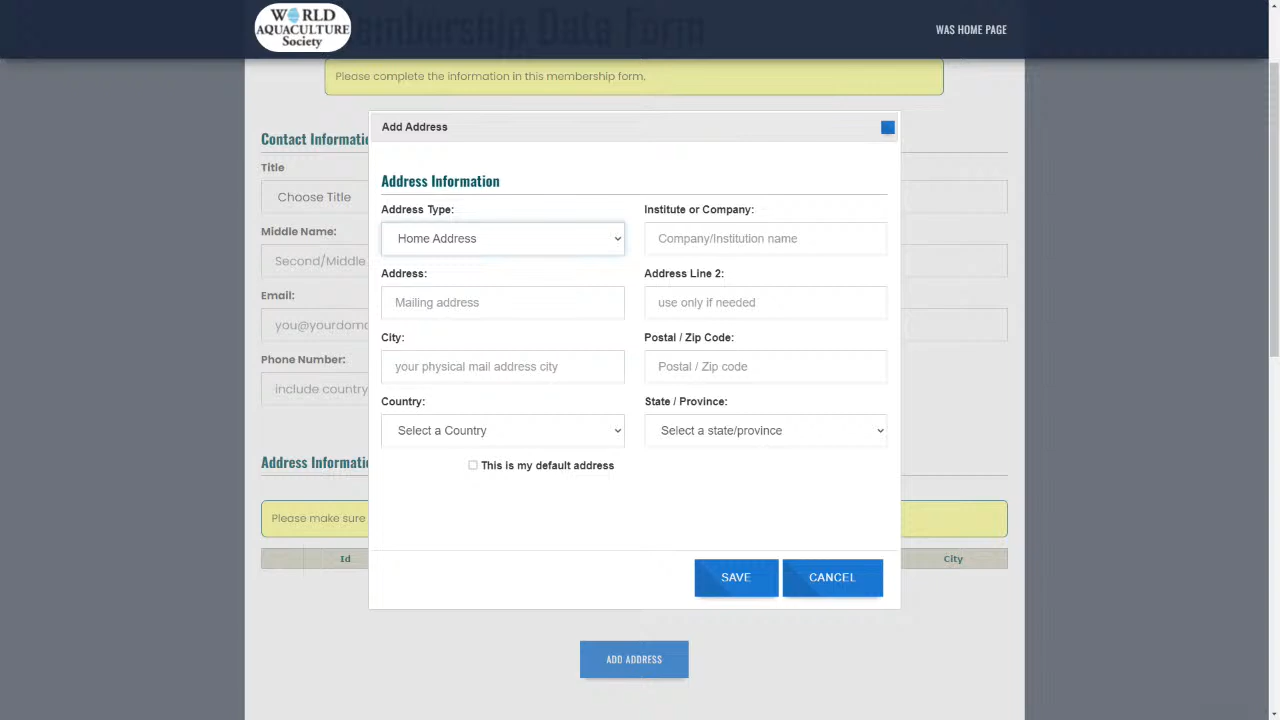 WORLD
AQUACULTURE
Society
Membership Data Form
WAS HOME PAGE
Please complete the information in this membership form.
Add Address
Contact Informatio
Title
Choose Title
Middle Name:
Second/Middle
Email:
you@yourdoma
Phone Number:
include country
Address Information
Address Type:
Institute or Company:
Home Address
Company/Institution name
Address:
Address Line 2:
Mailing address
use only if needed
City:
Postal / Zip Code:
your physical mail address city
Postal / Zip code
Country:
State / Province:
Select a Country
Select a state/province
This is my default address
Address Informatio
Please make sure
Id
City
SAVE
CANCEL
ADD ADDRESS